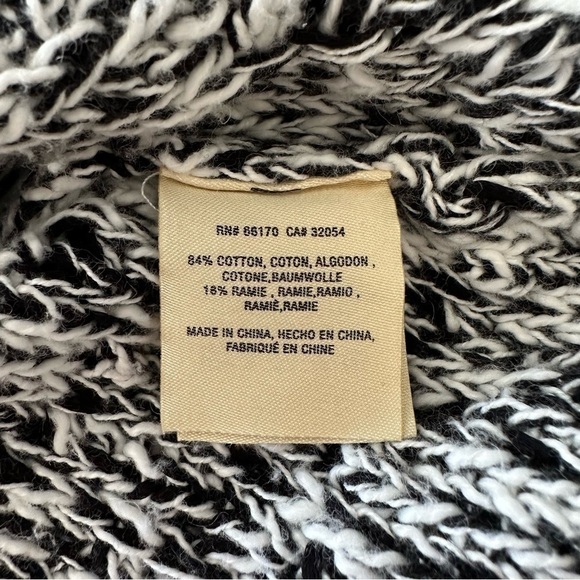 RN# 66170 CA# 32054
84% COTTON, COTON, ALGODON ,
COTONE,BAUMWOLLE
16% RAMIE , RAMIE,RAMIO ,
RAMIÈ,RAMIE
MADE IN CHINA, HECHO EN CHINA,
FABRIQUÉ EN CHINE